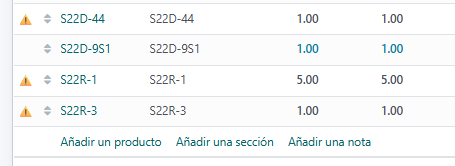 S22D-44 S22D-44 1.00 1.00
S22D-9S1 S22D-9S1 1.00 1.00
S22R-1 S22R-1 5.00 5.00
S22R-3 S22R-3 1.00 1.00
Añadir un producto Añadir una sección Añadir una nota